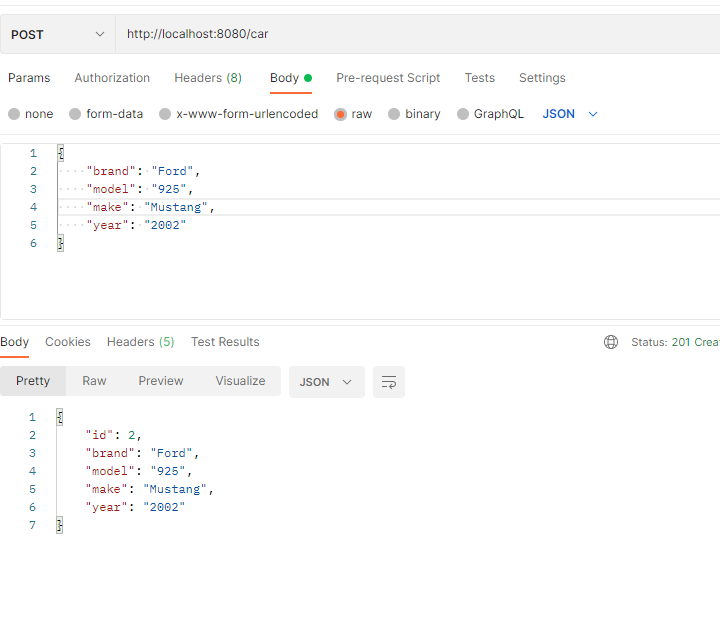 POST http://localhost:8080/car
Params Authorization Headers (8) Body Pre-request Script Tests Settings
none form-data x-www-form-urlencoded raw binary GraphQL JSON
1 {
2 "brand": "Ford",
3 "model": "925",
4 "make": "Mustang",
5 "year": "2002"
6 }
Body Cookies Headers (5) Test Results Status: 201 Crea
Pretty Raw Preview Visualize JSON
1 {
2 "id": 2,
3 "brand": "Ford",
4 "model": "925",
5 "make": "Mustang",
6 "year": "2002"
7 }